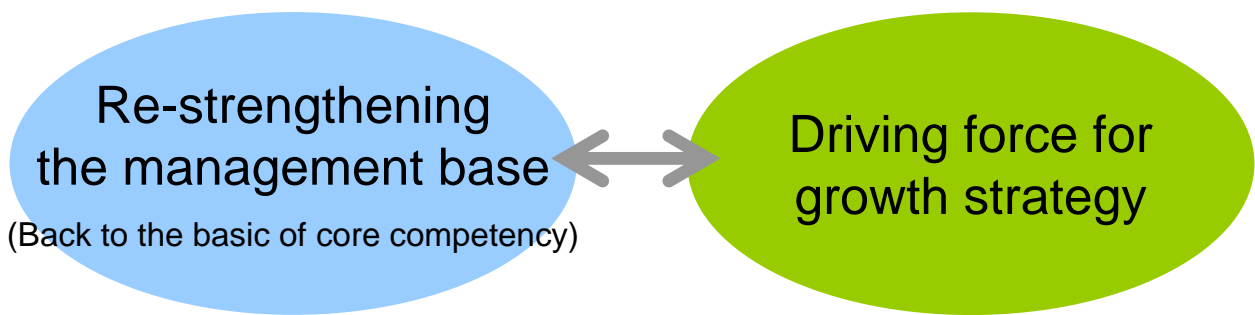 Re-strengthening
the management base
(Back to the basic of core competency)
Driving force for
growth strategy